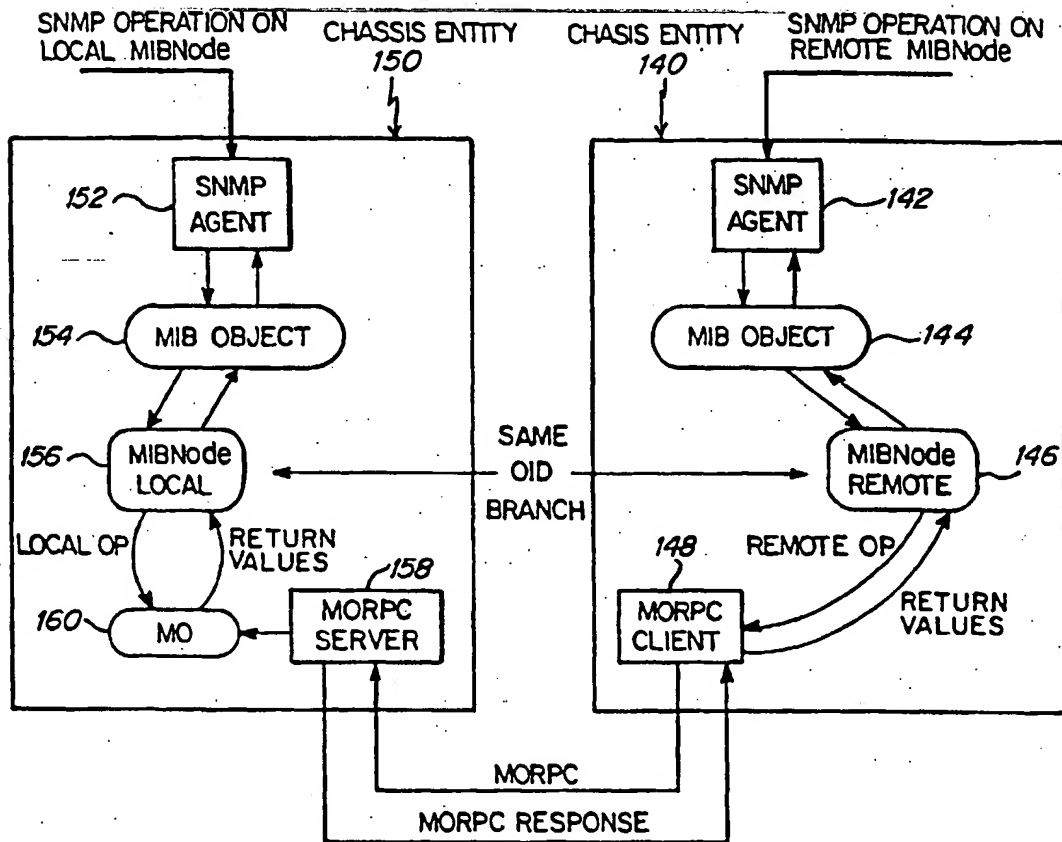 SNMP OPERATION ON
LOCAL MIBNode
CHASSIS ENTITY
150
CHASIS ENTITY
140
SNMP OPERATION ON
REMOTE MIBNode
152
SNMP
AGENT
SNMP
AGENT
142
154
MIB OBJECT
MIB OBJECT
144
156
MIBNode
LOCAL
SAME
OID
BRANCH
MIBNode
REMOTE
146
LOCAL OP
RETURN
VALUES
158
148
REMOTE OP
RETURN
VALUES
160
MO
MORPC
SERVER
MORPC
CLIENT
MORPC
MORPC RESPONSE